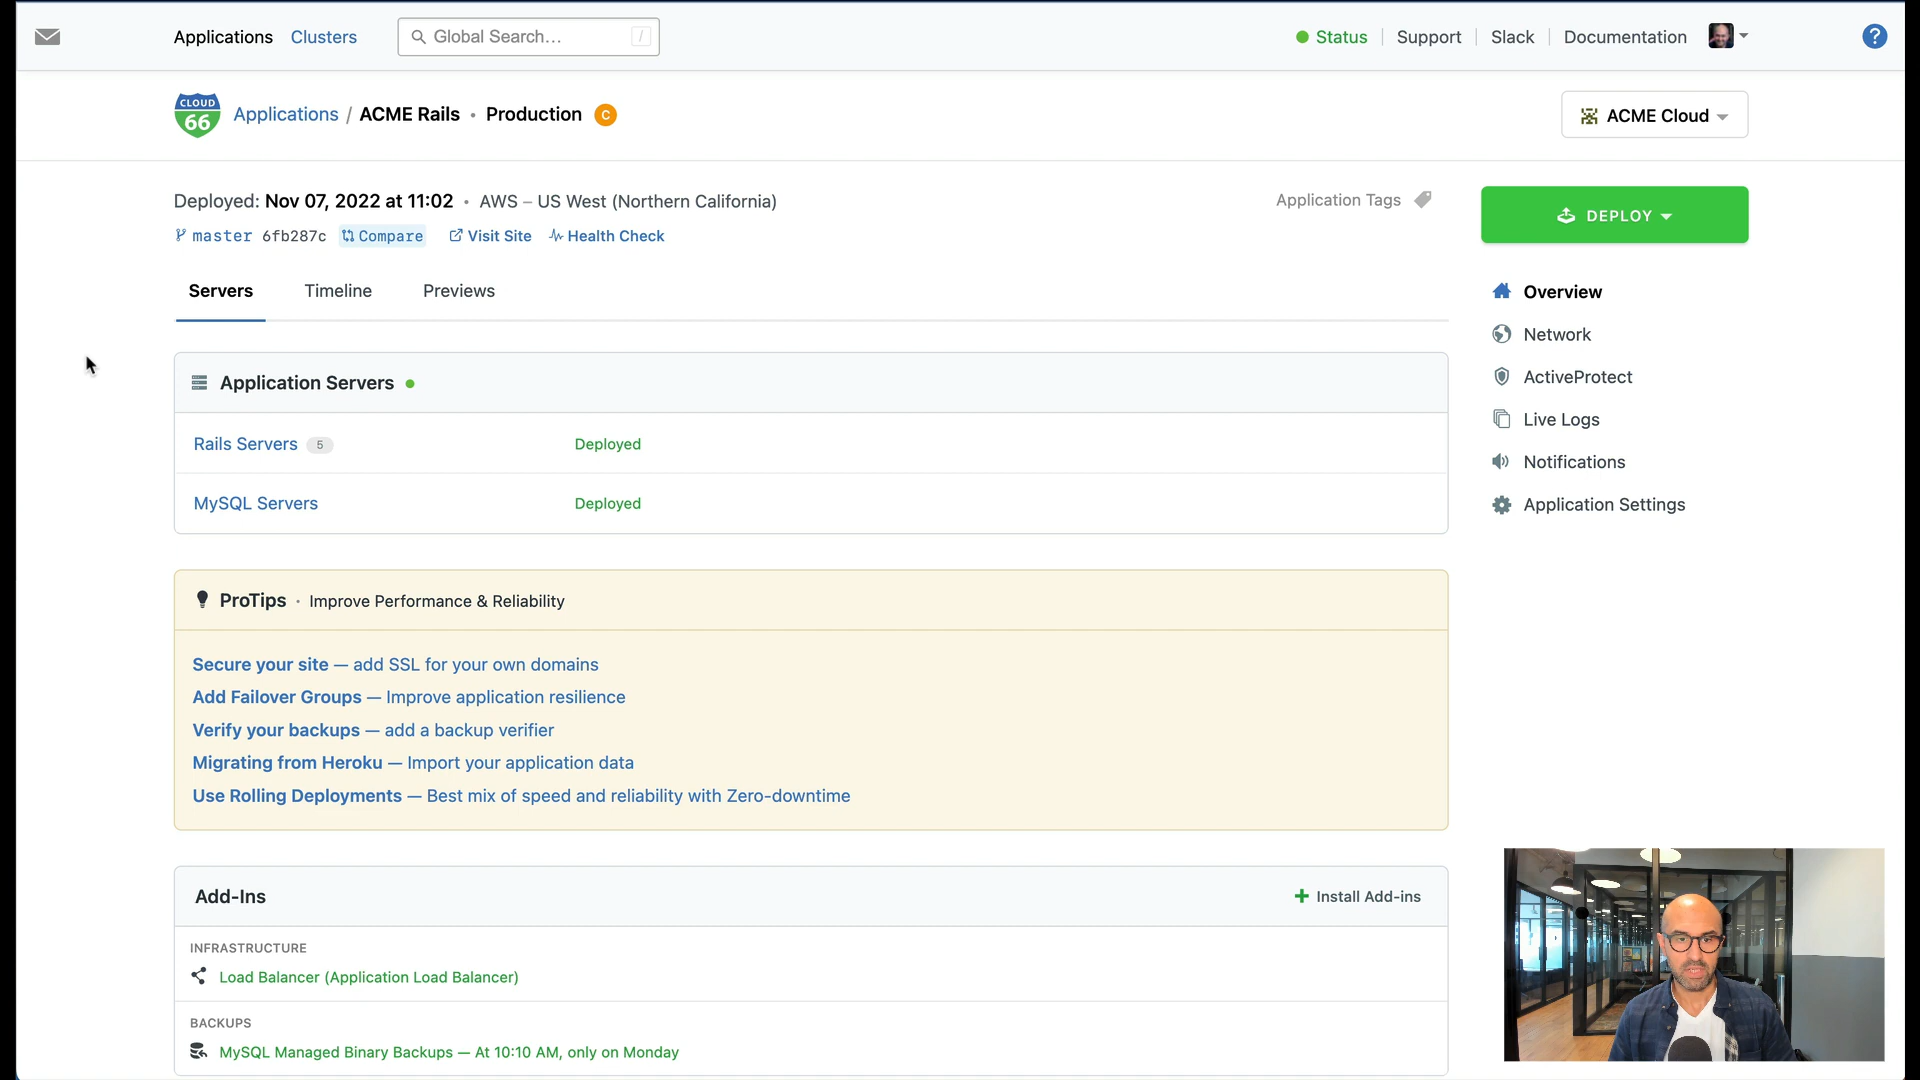 Applications Clusters Global Search... / Status Support Slack Documentation ?
CLOUD
66
Applications / ACME Rails • Production C
ACME Cloud
Deployed: Nov 07, 2022 at 11:02 • AWS – US West (Northern California)
Application Tags
DEPLOY
master 6fb287c Compare Visit Site Health Check
Servers Timeline Previews
Overview
Network
ActiveProtect
Live Logs
Notifications
Application Settings
Application Servers
Rails Servers 5 Deployed
MySQL Servers Deployed
ProTips · Improve Performance & Reliability
Secure your site — add SSL for your own domains
Add Failover Groups — Improve application resilience
Verify your backups — add a backup verifier
Migrating from Heroku — Import your application data
Use Rolling Deployments — Best mix of speed and reliability with Zero-downtime
Add-Ins Install Add-ins
INFRASTRUCTURE
Load Balancer (Application Load Balancer)
BACKUPS
MySQL Managed Binary Backups — At 10:10 AM, only on Monday